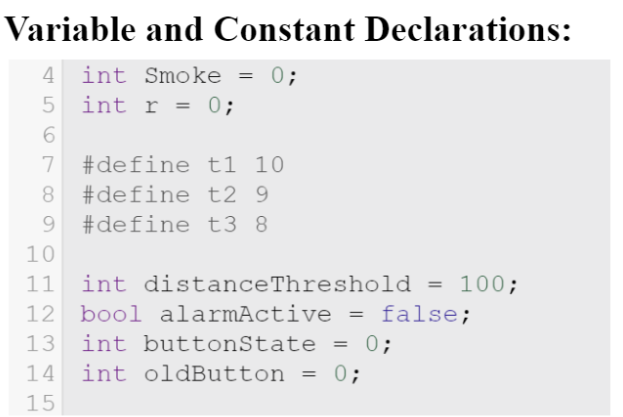 Variable and Constant Declarations:
4 int Smoke = 0;
5 int r = 0;
6
7 #define t1 10
8 #define t2 9
9 #define t3 8
10
11 int distanceThreshold = 100;
12 bool alarmActive = false;
13 int buttonState = 0;
14 int oldButton = 0;
15